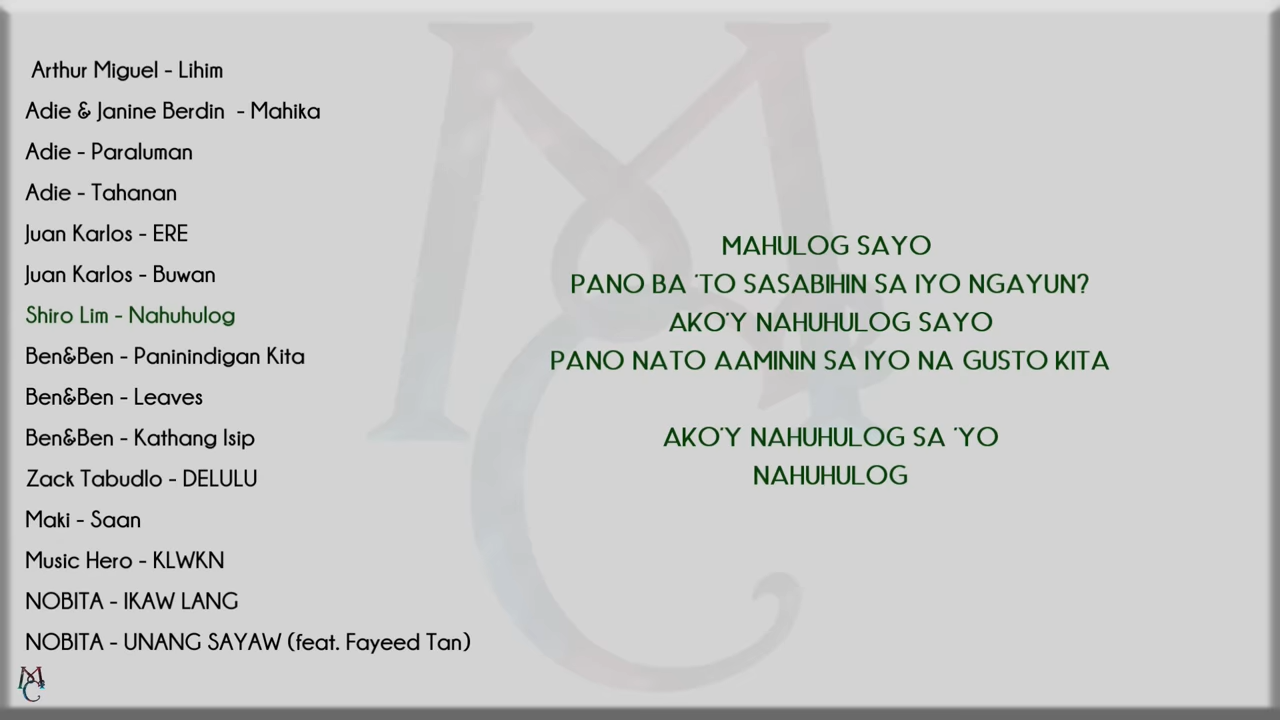 Arthur Miguel - Lihim
Adie & Janine Berdin  - Mahika
Adie - Paraluman
Adie - Tahanan
Juan Karlos - ERE
Juan Karlos - Buwan
Shiro Lim - Nahuhulog
Ben&Ben - Paninindigan Kita
Ben&Ben - Leaves
Ben&Ben - Kathang Isip
Zack Tabudlo - DELULU
Maki - Saan
Music Hero - KLWKN
NOBITA - IKAW LANG
NOBITA - UNANG SAYAW (feat. Fayeed Tan)
MAHULOG SAYO
PANO BA 'TO SASABIHIN SA IYO NGAYUN?
AKO'Y NAHUHULOG SAYO
PANO NATO AAMININ SA IYO NA GUSTO KITA
AKO'Y NAHUHULOG SA 'YO
NAHUHULOG
MC